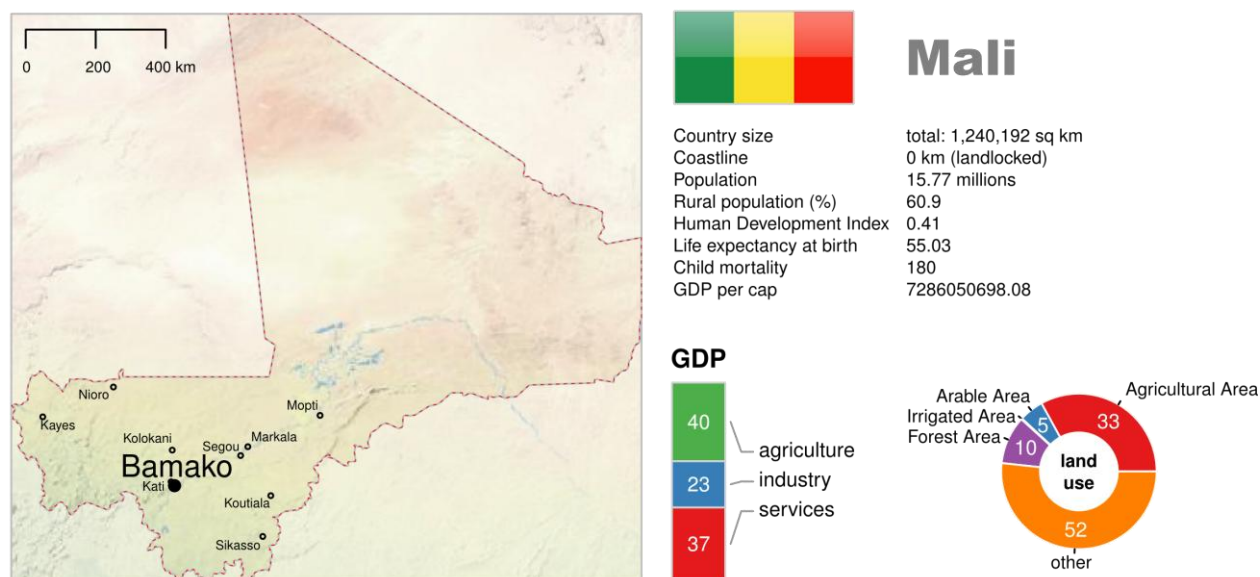 0 200 400 km
Nioro
Kayes
Mopti
Kolokani
Segou
Markala
Bamako
Kati
Koutiala
Sikasso
Mali
Country size total: 1,240,192 sq km
Coastline 0 km (landlocked)
Population 15.77 millions
Rural population (%) 60.9
Human Development Index 0.41
Life expectancy at birth 55.03
Child mortality 180
GDP per cap 7286050698.08
GDP
40
agriculture
23
industry
services
37
Arable Area
Agricultural Area
Irrigated Area
Forest Area
5
33
10
land
use
52
other